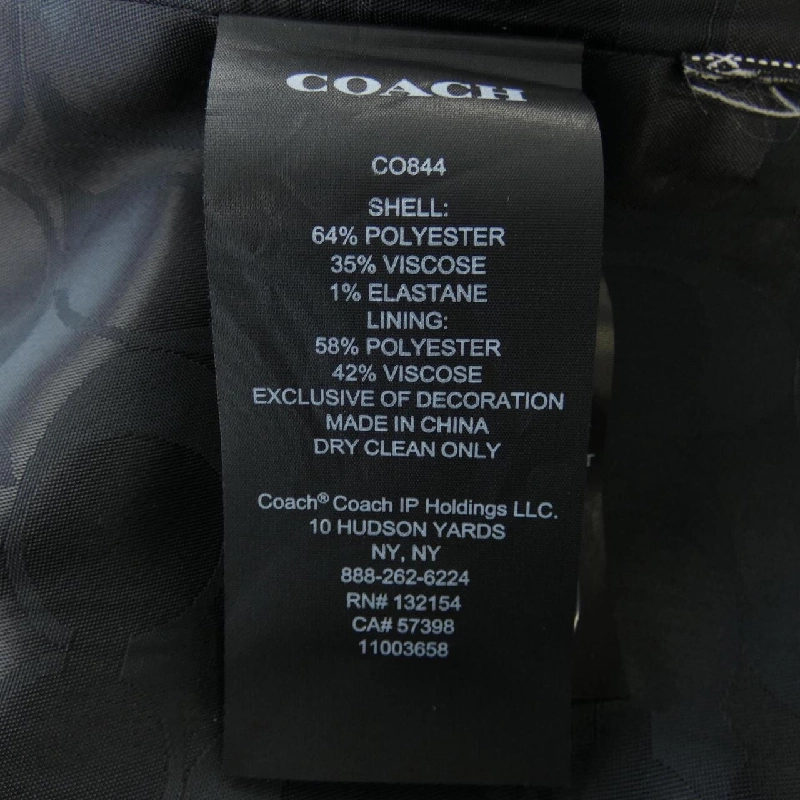 COACH
CO844
SHELL:
64% POLYESTER
35% VISCOSE
1% ELASTANE
LINING:
58% POLYESTER
42% VISCOSE
EXCLUSIVE OF DECORATION
MADE IN CHINA
DRY CLEAN ONLY
Coach® Coach IP Holdings LLC.
10 HUDSON YARDS
NY, NY
888-262-6224
RN# 132154
CA# 57398
11003658